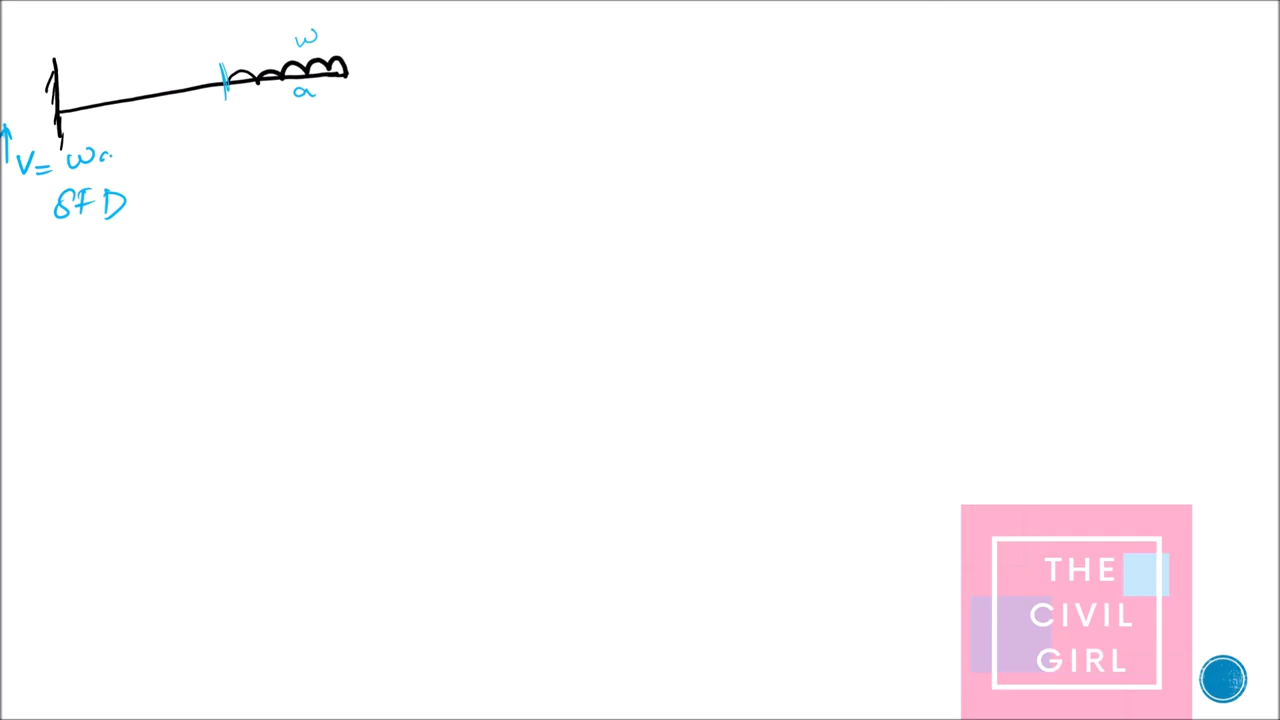 w
a
V = wa
SFD
THE
CIVIL
GIRL